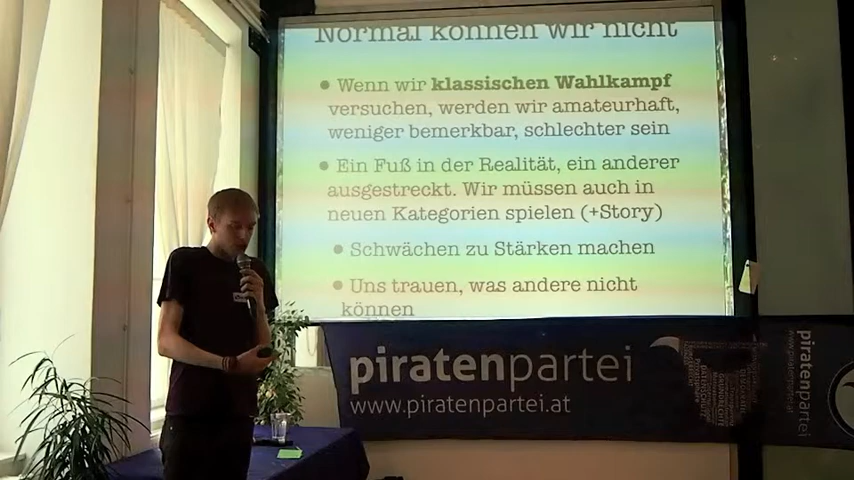 Normal können wir nicht
• Wenn wir klassischen Wahlkampf
versuchen, werden wir amateurhaft,
weniger bemerkbar, schlechter sein
• Ein Fuß in der Realität, ein anderer
ausgestreckt. Wir müssen auch in
neuen Kategorien spielen (+Story)
• Schwächen zu Stärken machen
• Uns trauen, was andere nicht
können
piratenpartei
www.piratenpartei.at
piratenpartei